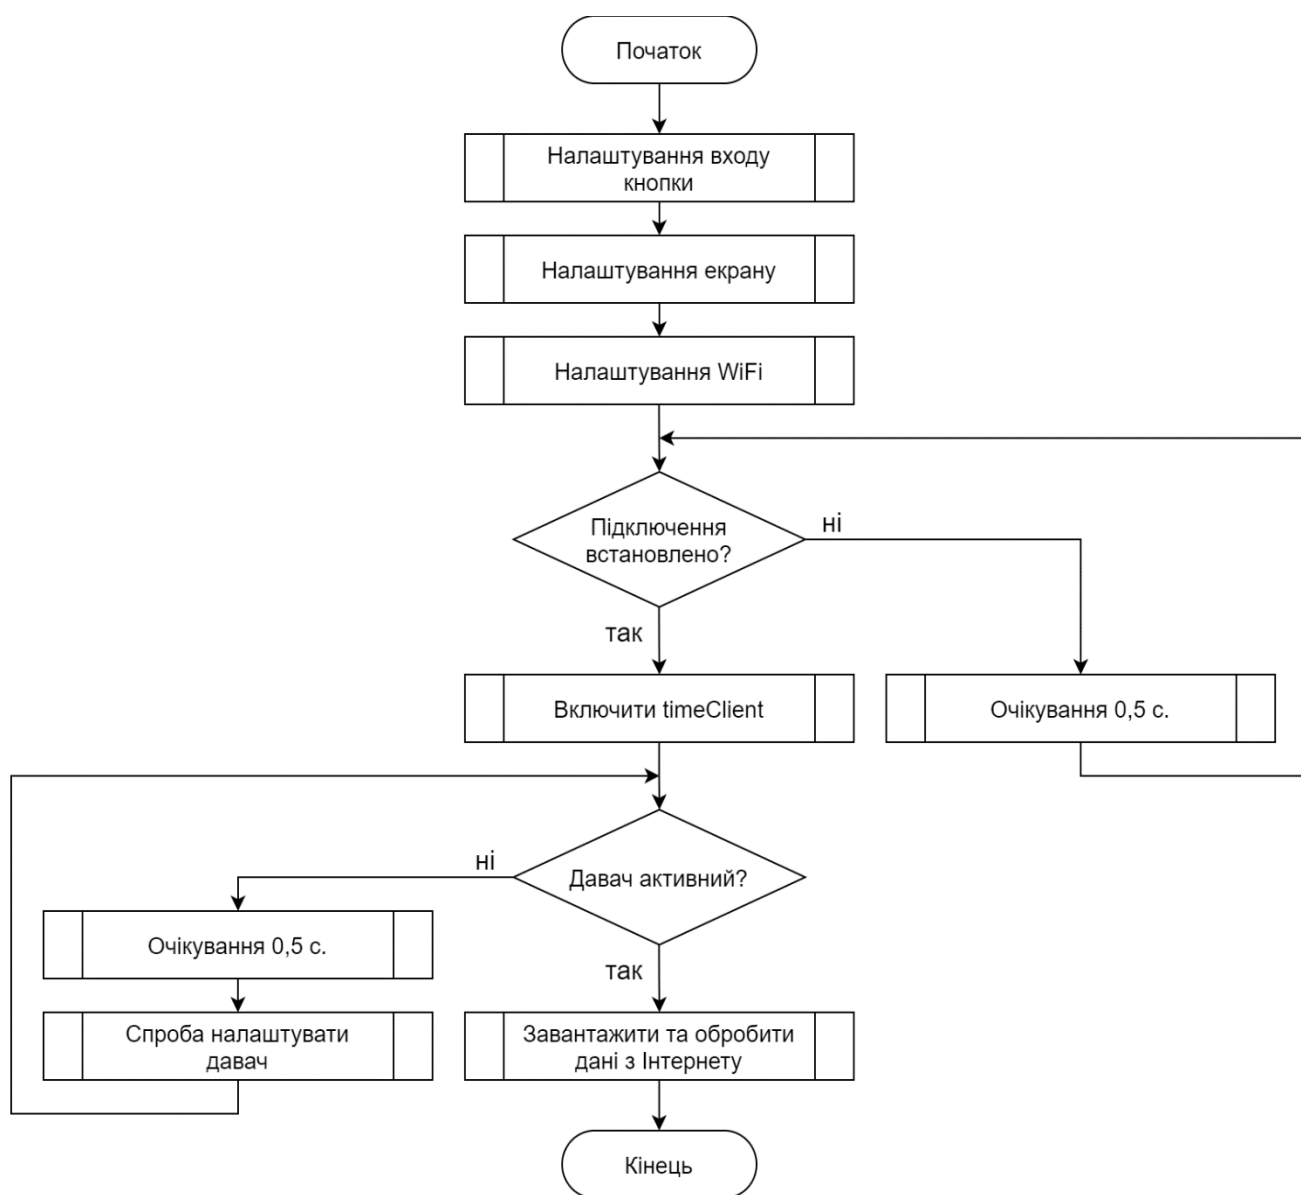 Початок
Налаштування входу
кнопки
Налаштування екрану
Налаштування WiFi
Підключення
встановлено?
ні
так
Включити timeClient
Очікування 0,5 с.
Давач активний?
ні
так
Очікування 0,5 с.
Спроба налаштувати
давач
Завантажити та обробити
дані з Інтернету
Кінець